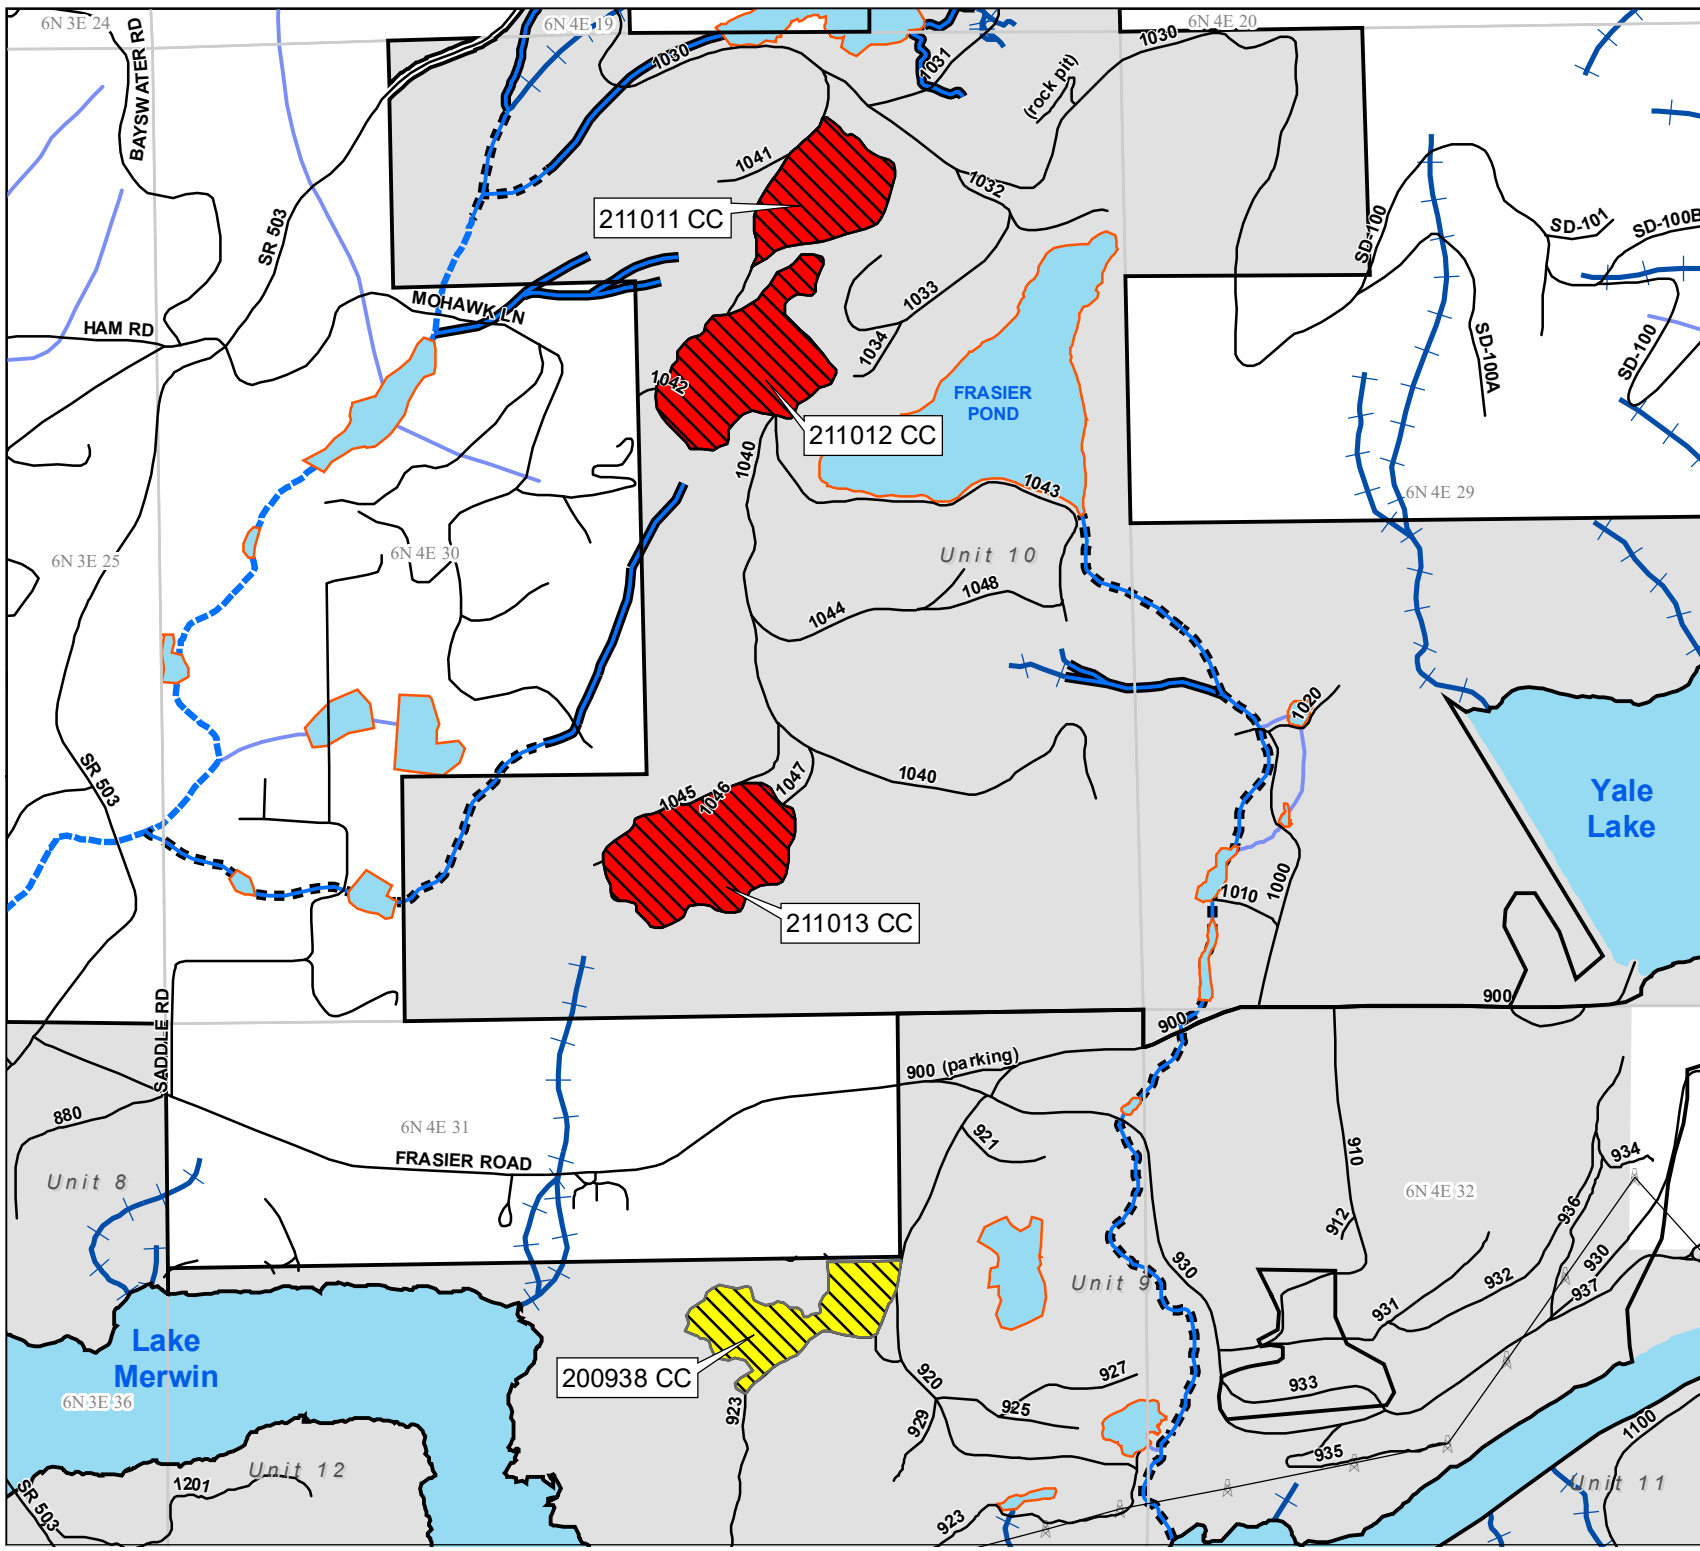 6N 3E 24
BAYSWATER RD
6N 4E 19
6N 4E 20
1030
1030
1031
(rock pit)
1041
1032
211011 CC
SR 503
SD-100
SD-101
SD-100B
MOHAWK LN
HAM RD
1033
1034
SD-100A
SD-100
1042
FRASIER
POND
211012 CC
1040
1043
6N 4E 29
6N 3E 25
6N 4E 30
Unit 10
1048
1044
1020
SR 503
1045
1046
1047
1040
Yale
Lake
1010
1000
211013 CC
SADDLE RD
900
900
900 (parking)
880
6N 4E 31
FRASIER ROAD
921
910
934
Unit 8
6N 4E 32
912
936
930
930
Unit 9
932
937
931
Lake
Merwin
200938 CC
6N 3E 36
920
927
933
923
925
929
1100
935
Unit 12
1201
SR 503
Unit 11
923